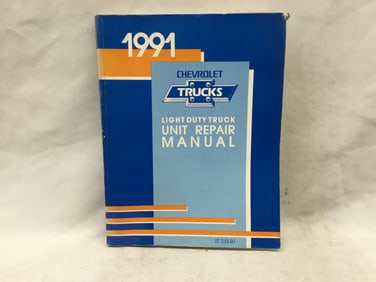 1991
CHEVROLET
TRUCKS
LIGHT DUTY TRUCK
UNIT REPAIR
MANUAL
ST 333-91